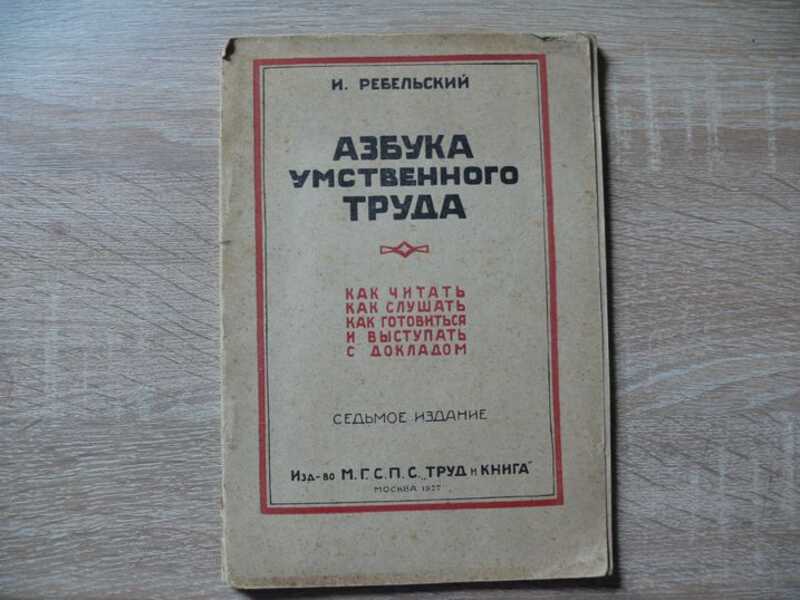 И. РЕБЕЛЬСКИЙ
АЗБУКА
УМСТВЕННОГО
ТРУДА
КАК ЧИТАТЬ
КАК СЛУШАТЬ
КАК ГОТОВИТЬСЯ
И ВЫСТУПАТЬ
С ДОКЛАДОМ
СЕДЬМОЕ ИЗДАНИЕ
Изд-во М.Г.С.П.С. „ТРУД и КНИГА"
МОСКВА 1927